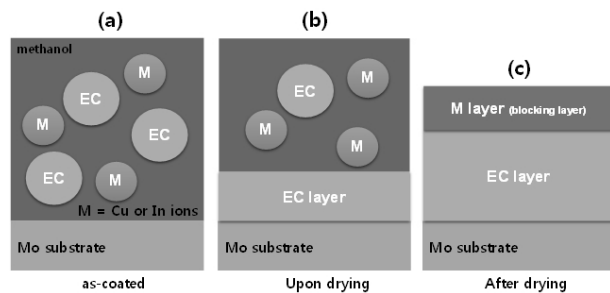 (a)
methanol
M
EC
M
EC
EC
M
M = Cu or In ions
Mo substrate
as-coated
(b)
M
EC
M
M
EC layer
Mo substrate
Upon drying
(c)
M layer (blocking layer)
EC layer
Mo substrate
After drying